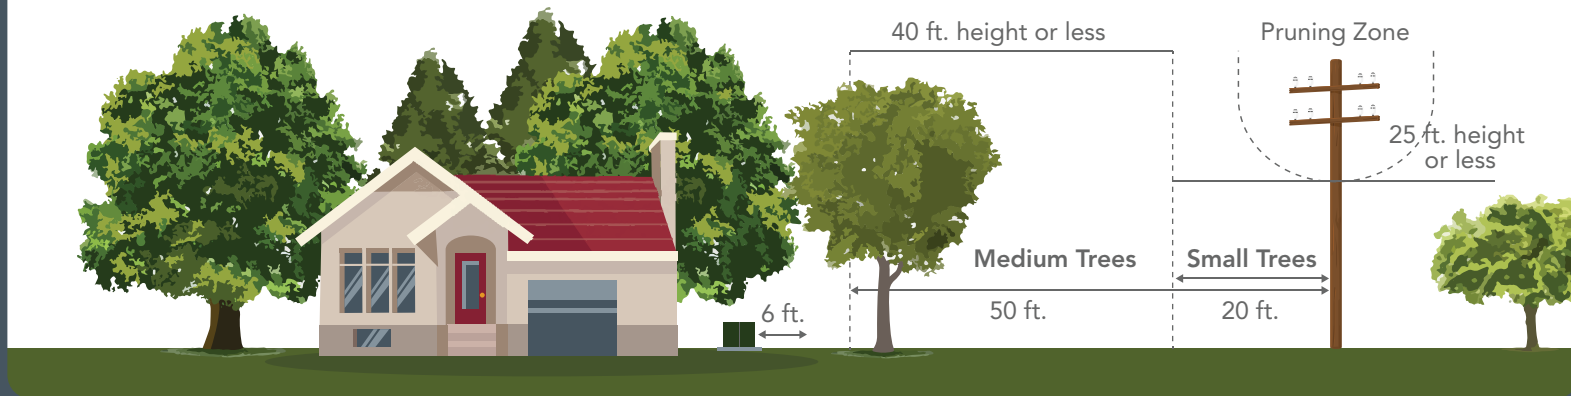 40 ft. height or less
Pruning Zone
25 ft. height
or less
Medium Trees
Small Trees
6 ft.
50 ft.
20 ft.